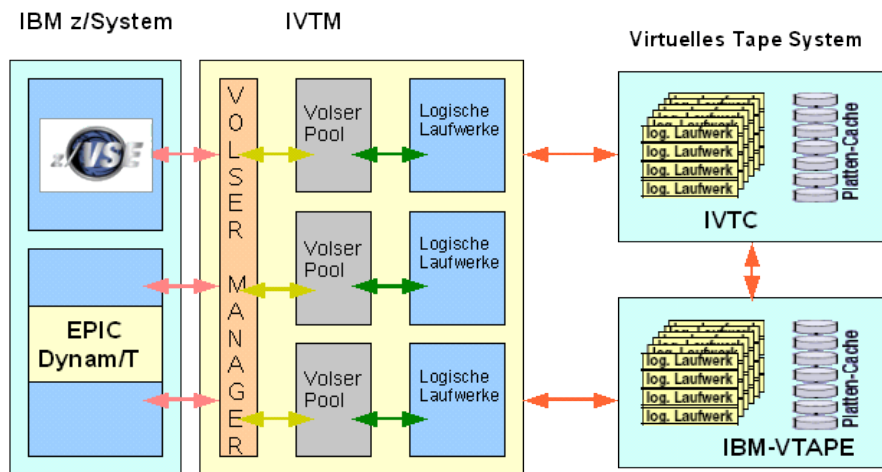 IBM z/System
IVTM
Virtuelles Tape System
z/VSE
EPIC
Dynam/T
VOLSER MANAGER
Volser
Pool
Logische
Laufwerke
Volser
Pool
Logische
Laufwerke
Volser
Pool
Logische
Laufwerke
log. Laufwerk
log. Laufwerk
log. Laufwerk
log. Laufwerk
Platten-Cache
IVTC
log. Laufwerk
log. Laufwerk
log. Laufwerk
log. Laufwerk
Platten-Cache
IBM-VTAPE